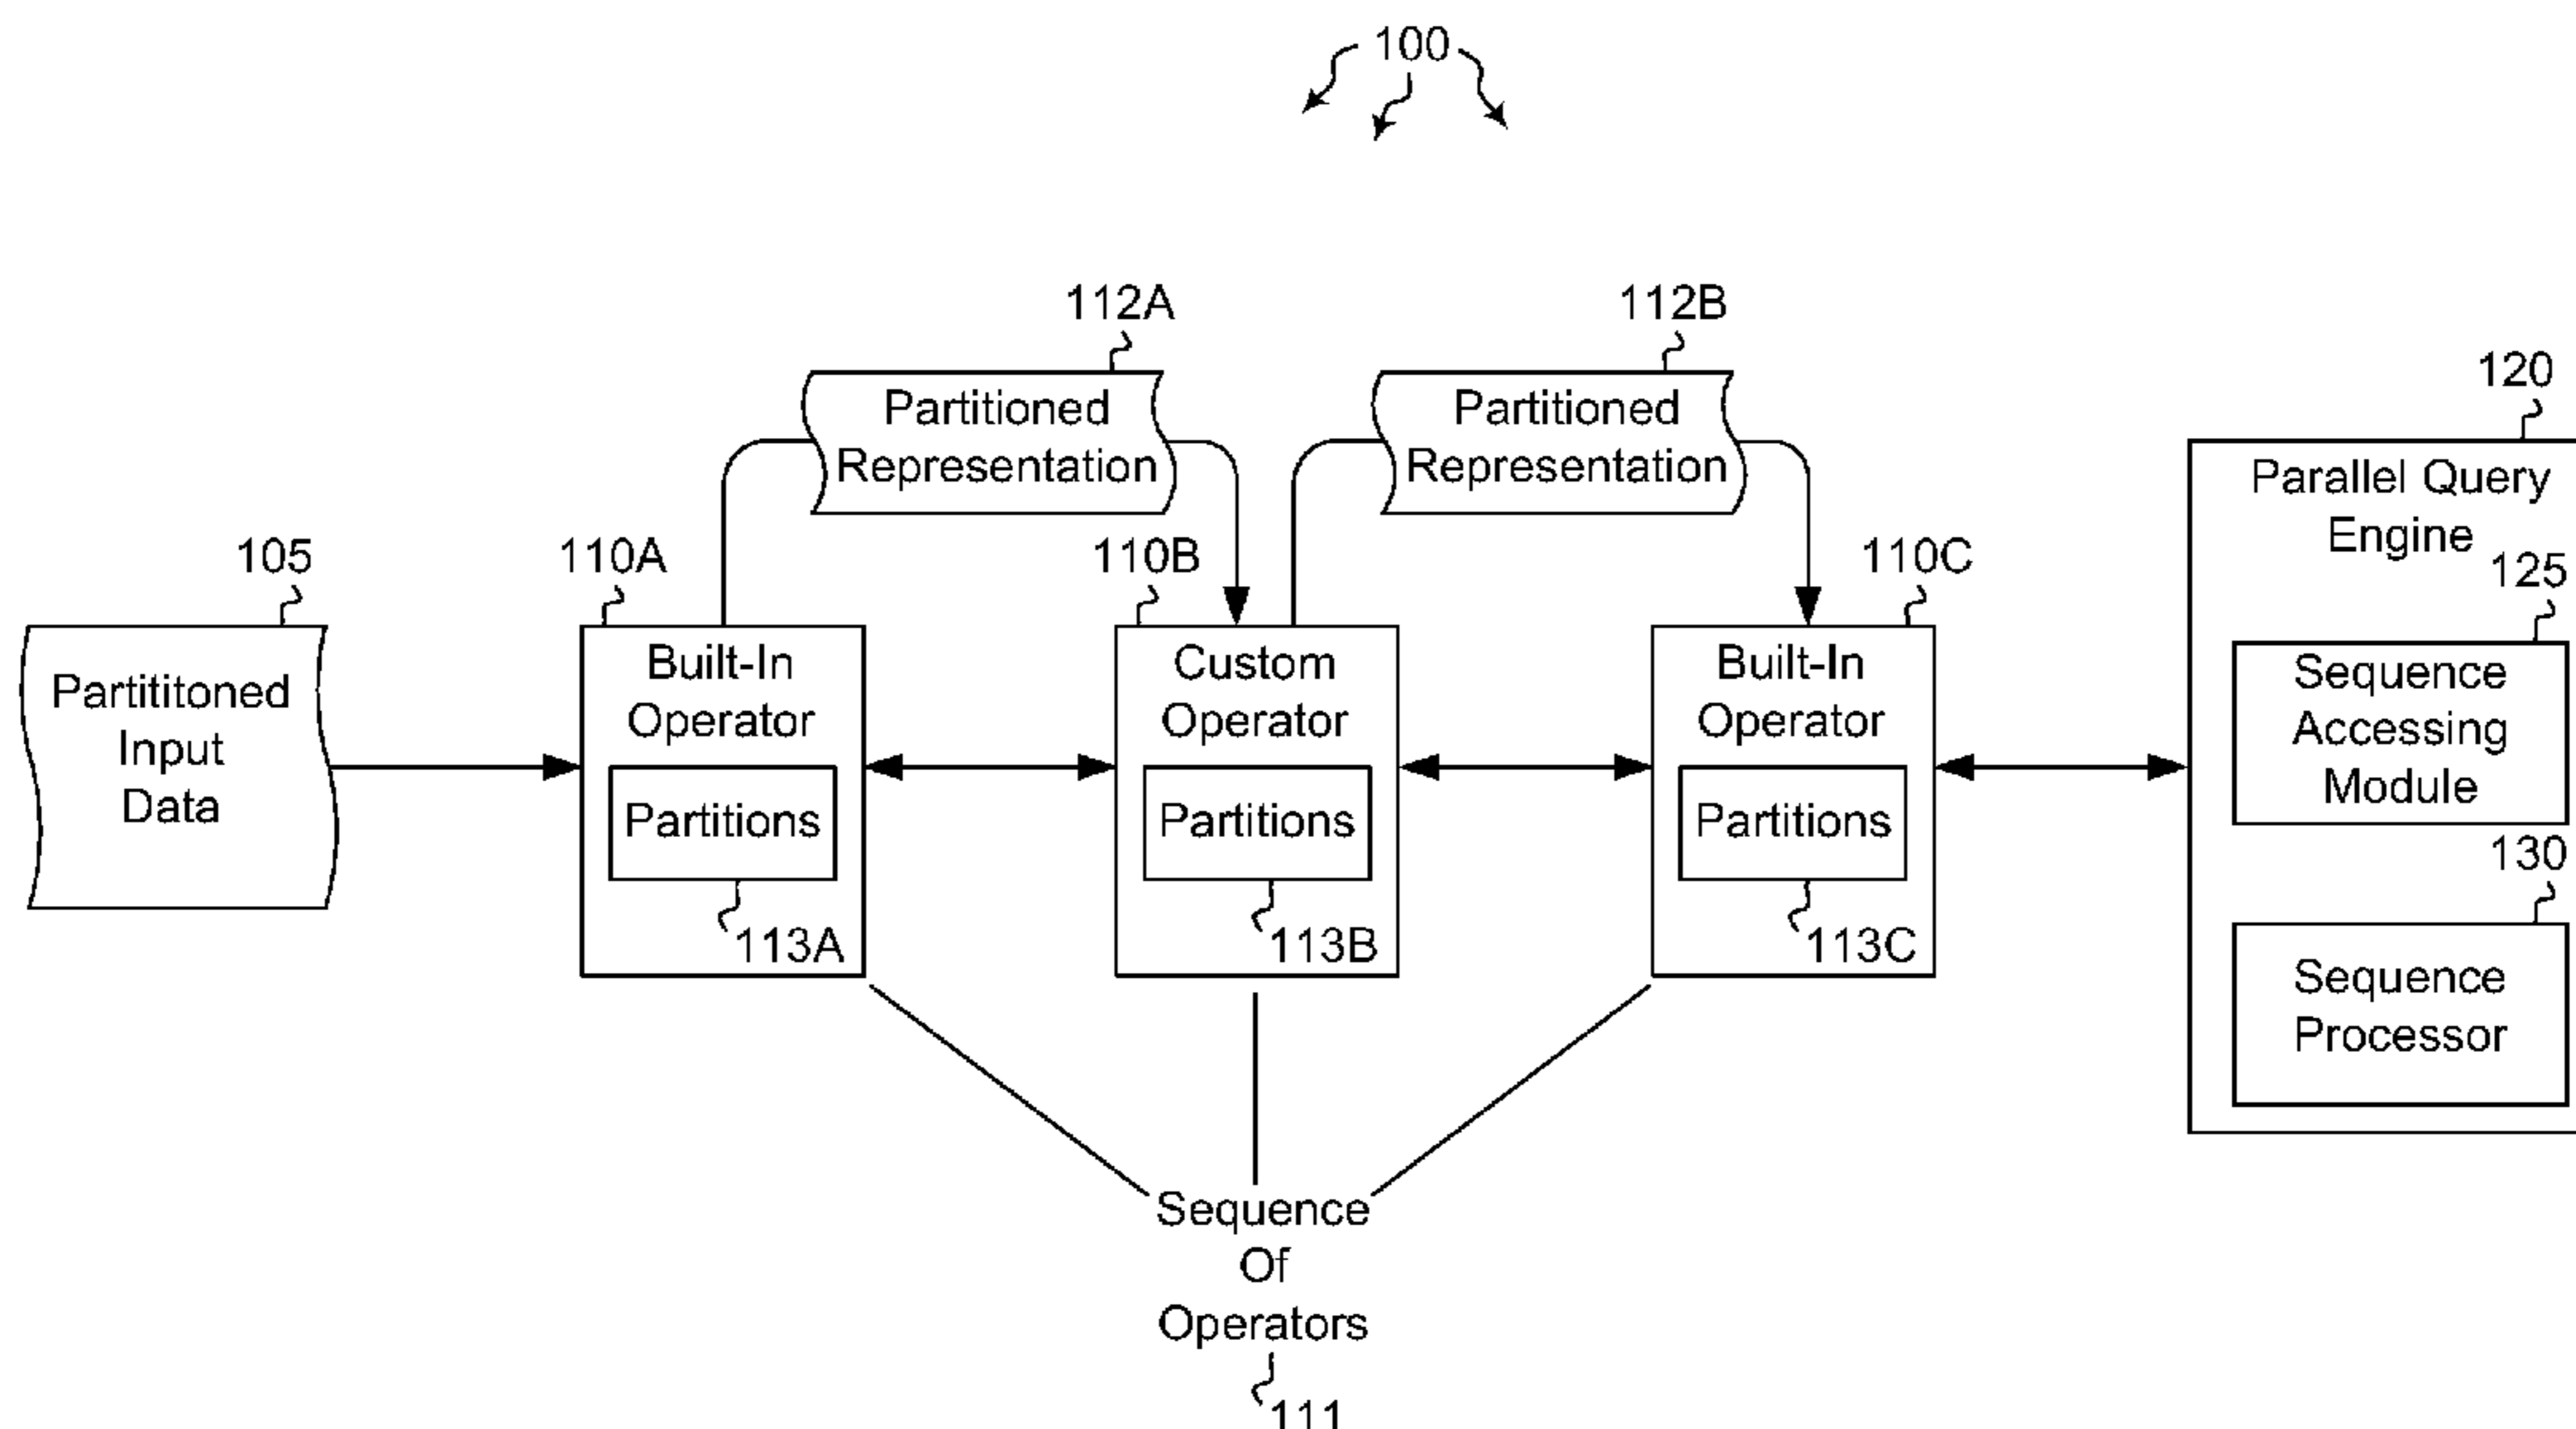 100
112A
Partitioned
Representation
112B
Partitioned
Representation
120
Parallel Query
Engine
105
Partititoned
Input
Data
110A
Built-In
Operator
Partitions
113A
110B
Custom
Operator
Partitions
113B
110C
Built-In
Operator
Partitions
113C
125
Sequence
Accessing
Module
130
Sequence
Processor
Sequence
Of
Operators
111